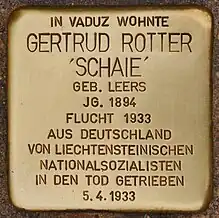 IN VADUZ WOHNTE
GERTRUD ROTTER
'SCHAIE'
GEB. LEERS
JG. 1894
FLUCHT 1933
AUS DEUTSCHLAND
VON LIECHTENSTEINISCHEN
NATIONALSOZIALISTEN
IN DEN TOD GETRIEBEN
5.4.1933